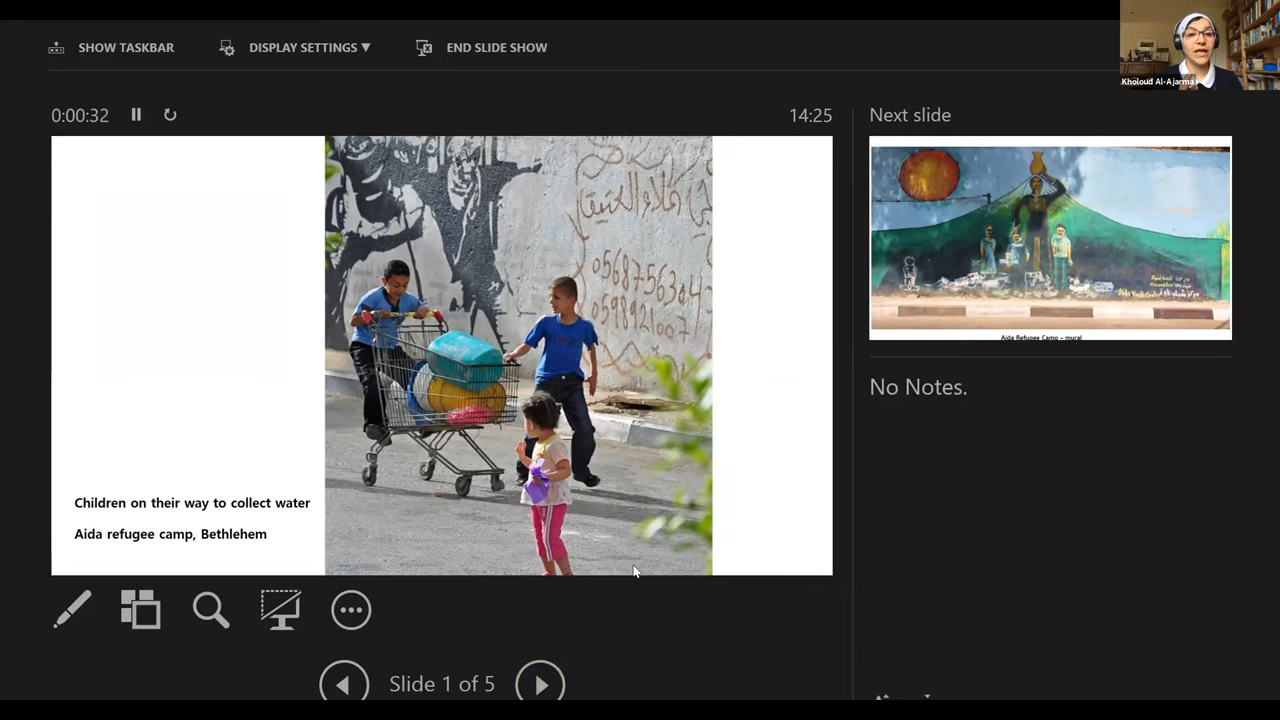 SHOW TASKBAR
DISPLAY SETTINGS ▼
END SLIDE SHOW
Kholoud Al-Ajarma
0:00:32
14:25
Next slide
0568756304
0598921007
Children on their way to collect water
Aida refugee camp, Bethlehem
Aida Refugee Camp – mural
No Notes.
Slide 1 of 5